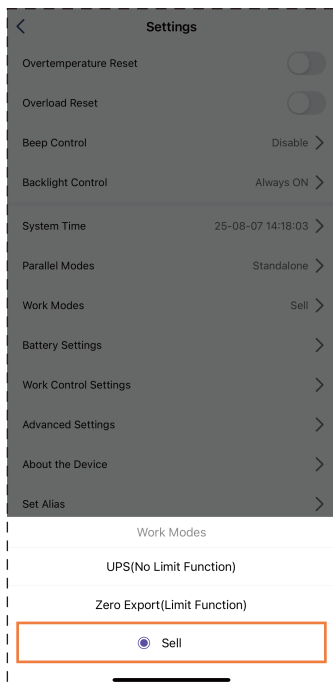 Settings
Overtemperature Reset
Overload Reset
Beep Control Disable
Backlight Control Always ON
System Time 25-08-07 14:18:03
Parallel Modes Standalone
Work Modes Sell
Battery Settings
Work Control Settings
Advanced Settings
About the Device
Set Alias
Work Modes
UPS(No Limit Function)
Zero Export(Limit Function)
Sell